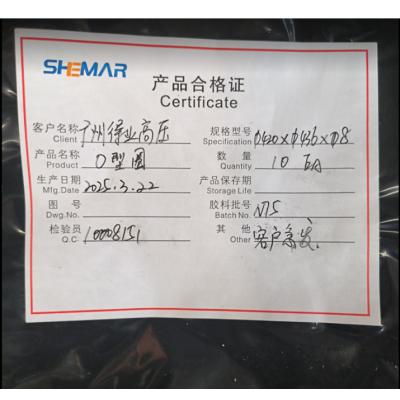 SHEMAR
产品合格证
Certificate
客户名称 广州得业高压 规格型号 Φ420×Φ436×Φ8
Client Specification
产品名称 O型圈 数量 10 EA
Product Quantity
生产日期 2025.3.22 产品保存期
Mfg.Date Storage Life
图号 胶料批号 N75
Dwg.No. Batch No.
检验员 10008151 其他 客户急发
Q.C Other